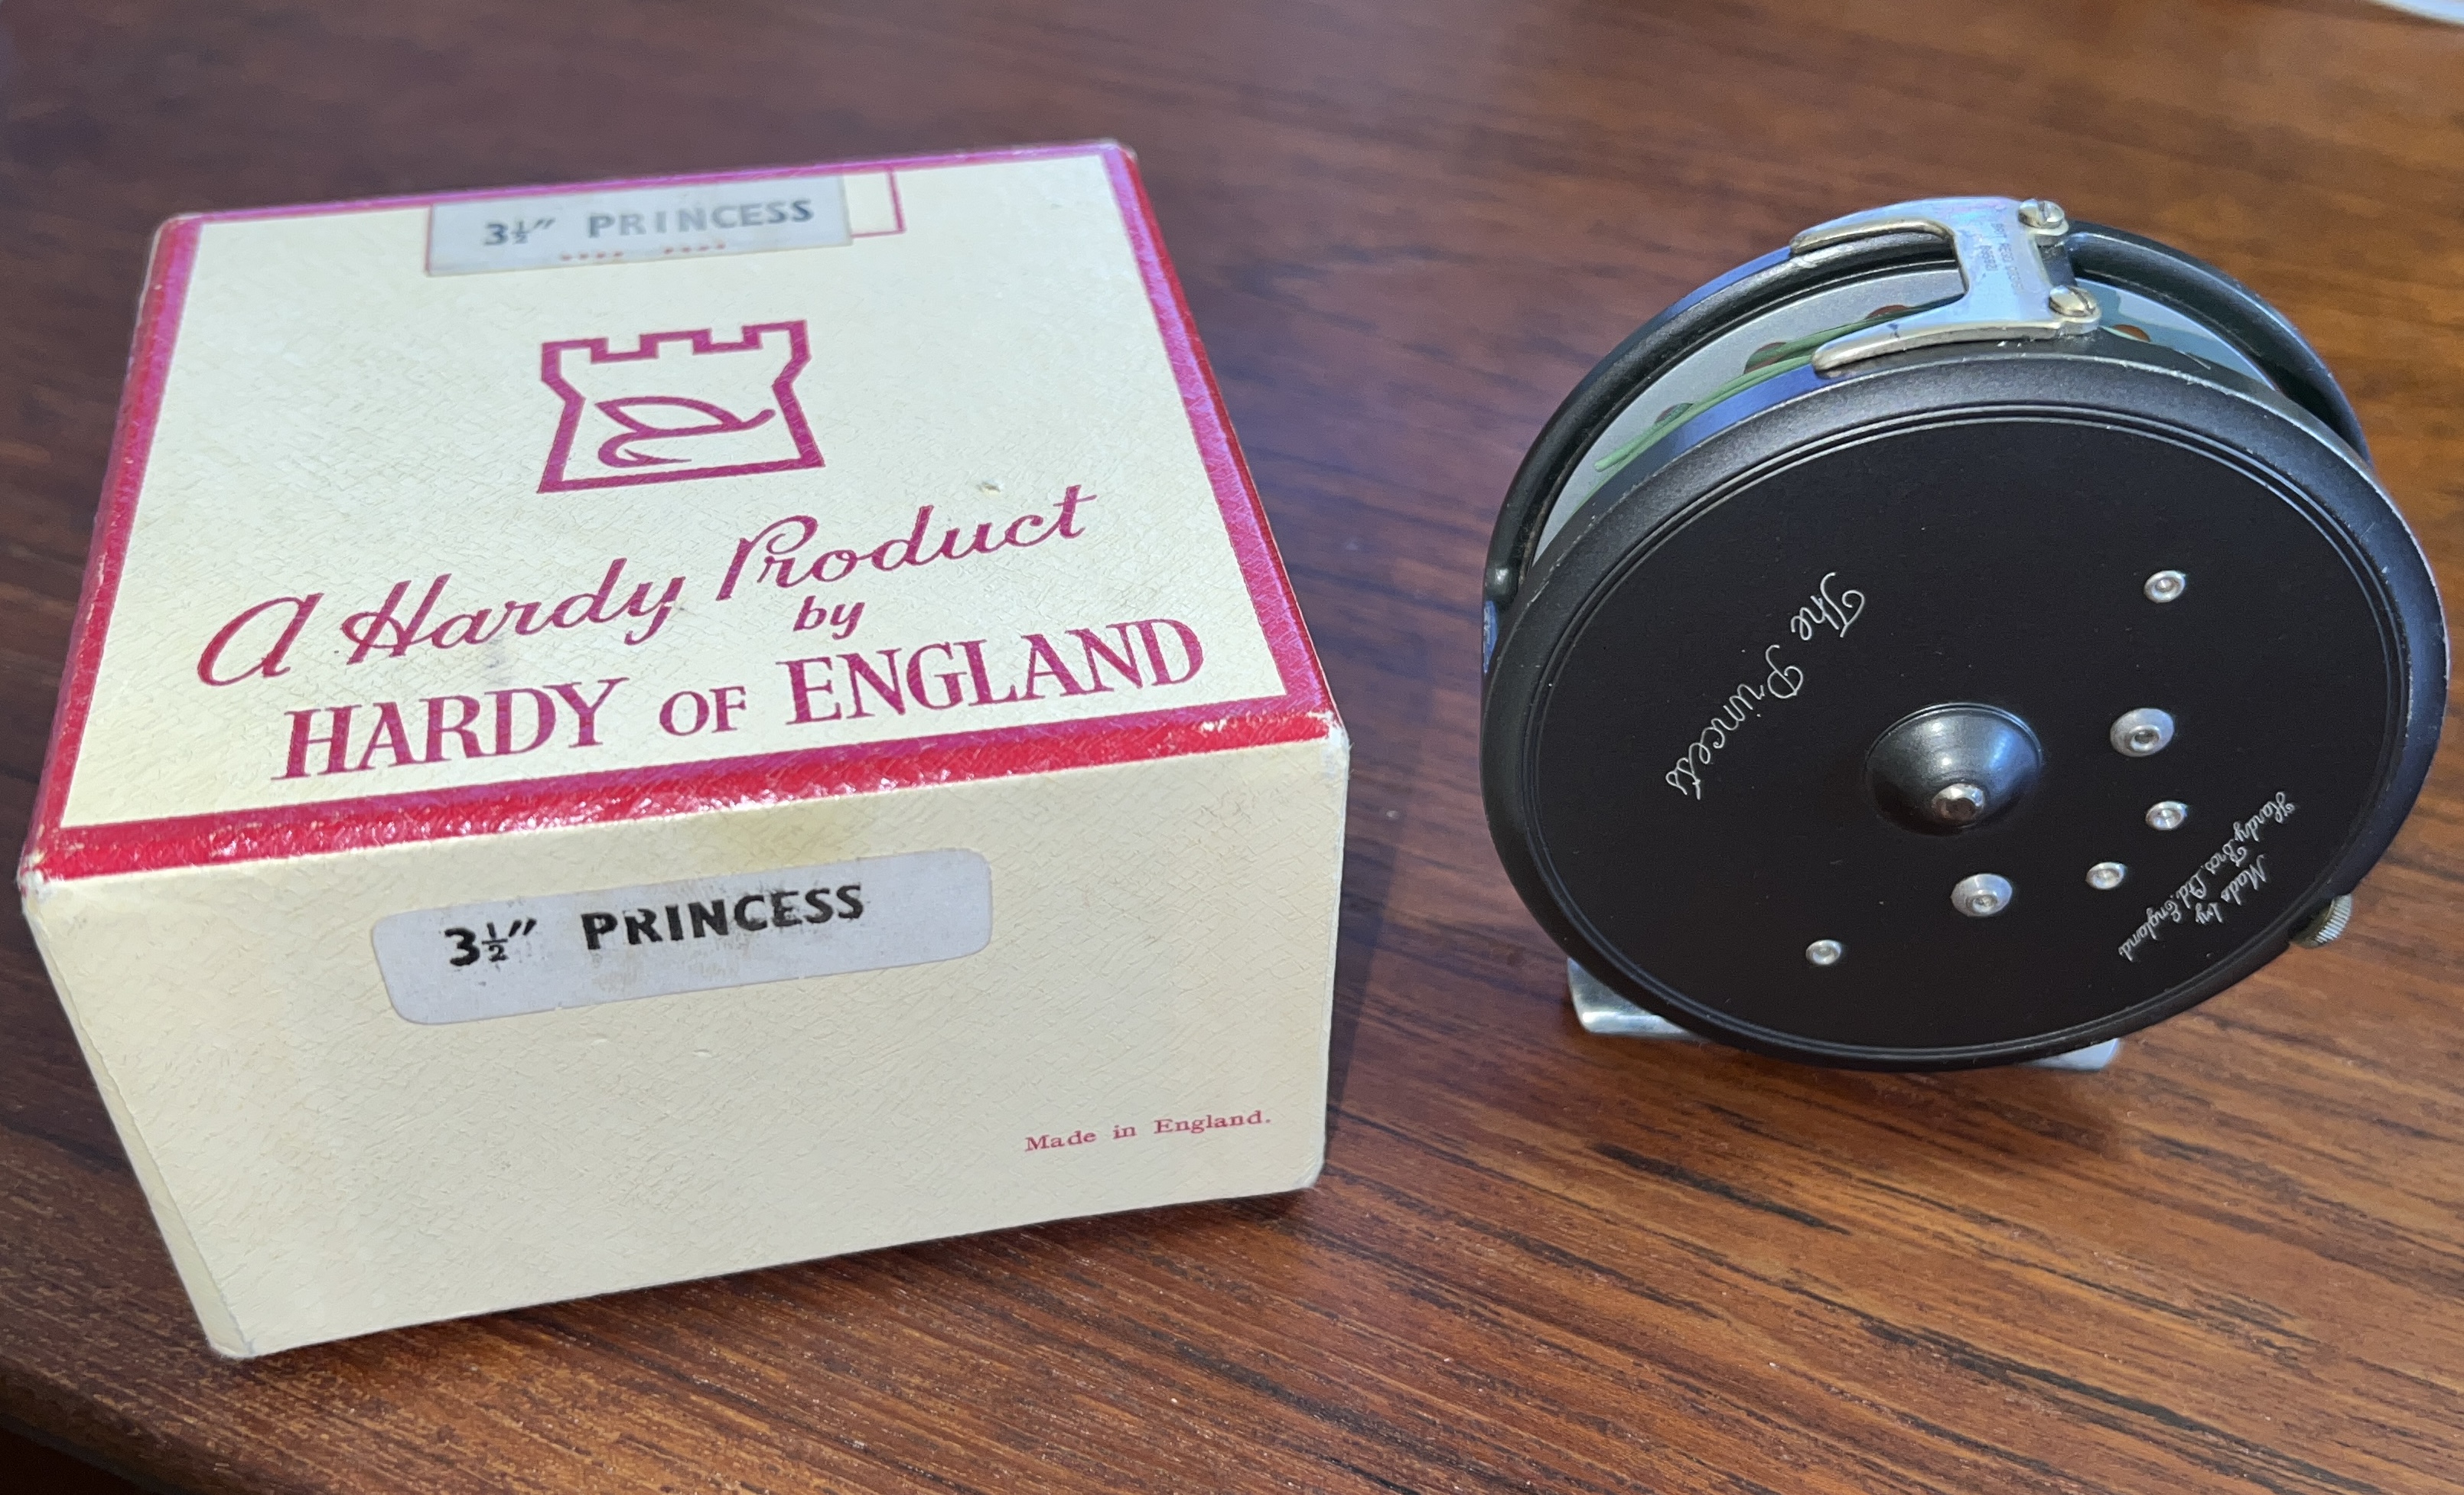 3½" PRINCESS
A Hardy Product
by
HARDY OF ENGLAND
3½" PRINCESS
Made in England.
The Princess
Made by
Hardy Bros. Ltd. England